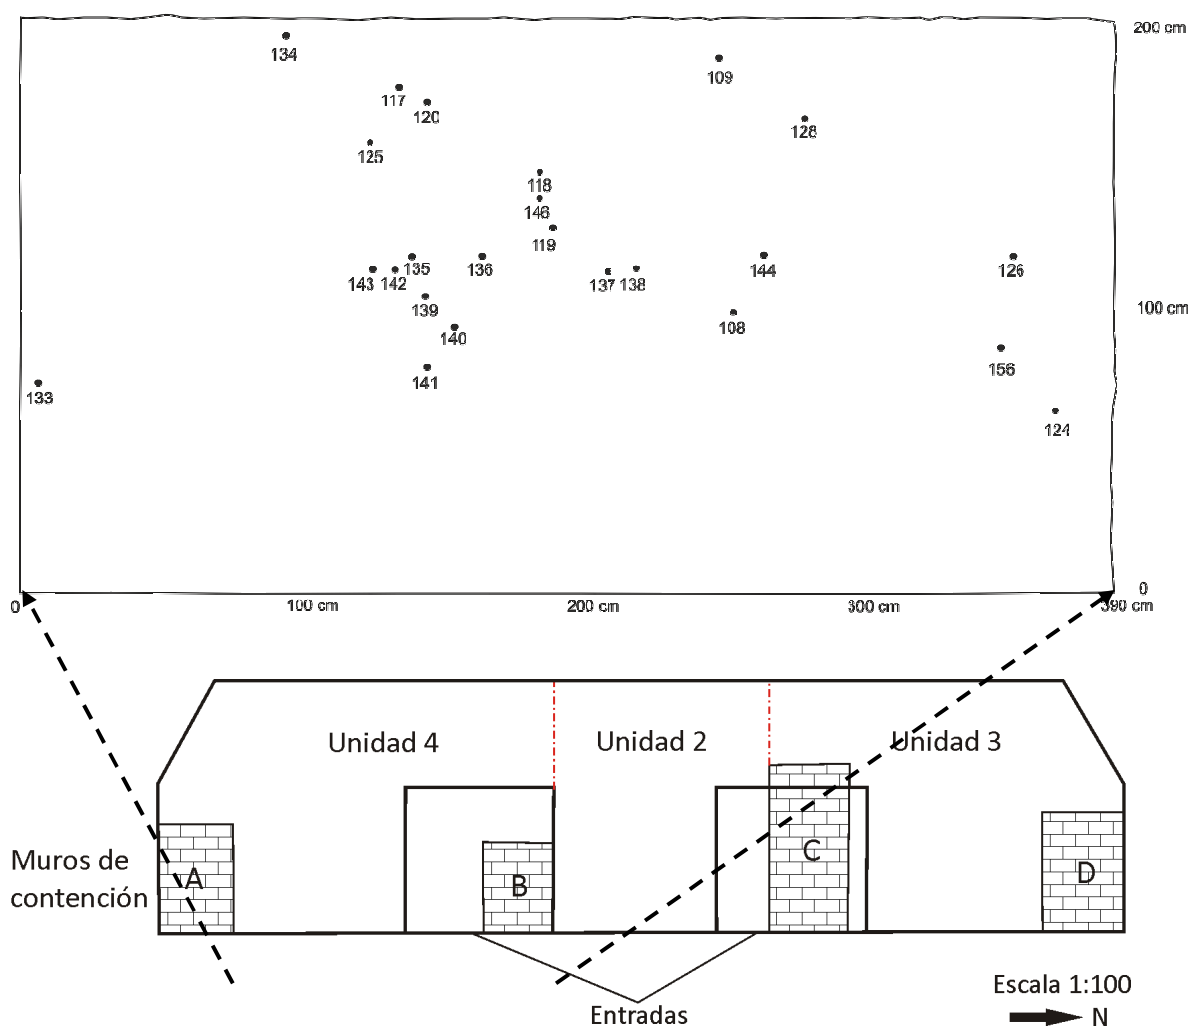 200 cm
134
109
117
120
128
125
118
146
119
135
136
144
126
143
142
137
138
139
108
100 cm
140
156
141
133
124
0
0
100 cm
200 cm
300 cm
390 cm
Unidad 4
Unidad 2
Unidad 3
Muros de
contención
A
B
C
D
Entradas
Escala 1:100
N